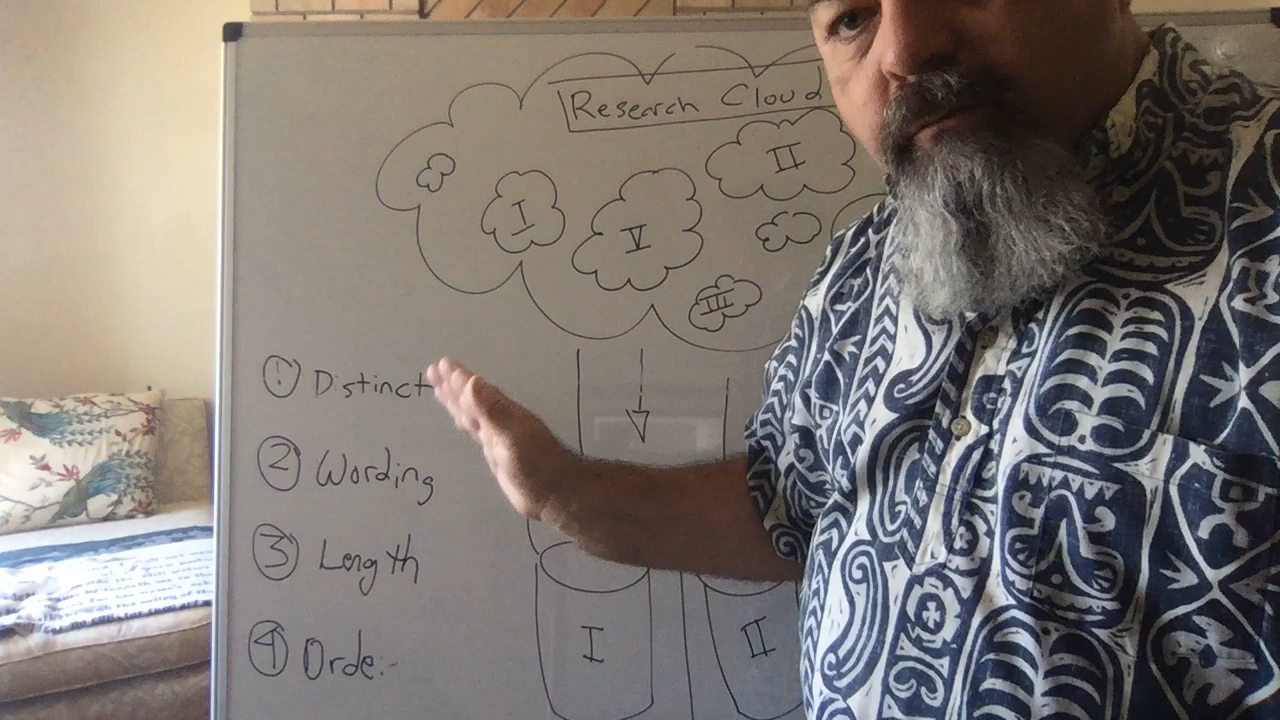 Research Cloud
II
I
V
III
1 Distinct
2 Wording
3 Length
4 Order
I
II